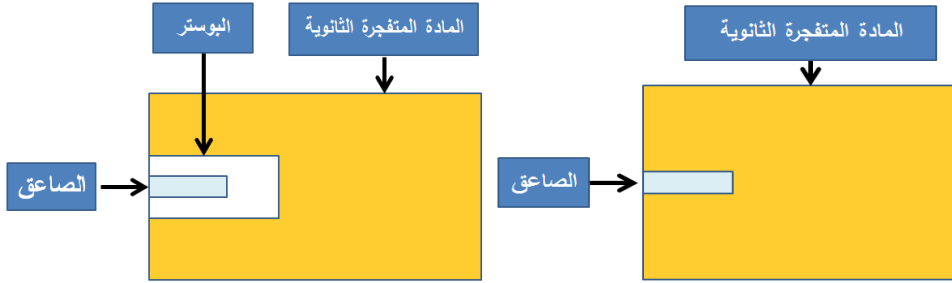 البوستر
المادة المتفجرة الثانوية
الصاعق
المادة المتفجرة الثانوية
الصاعق